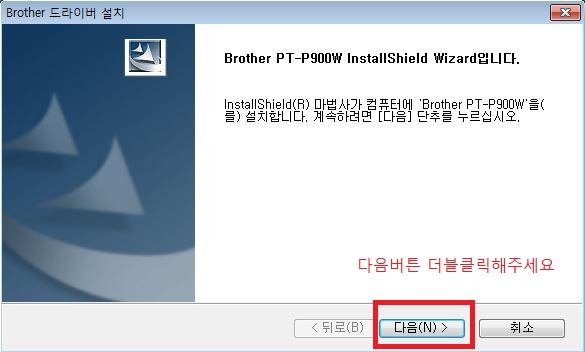 Brother 드라이버 설치
Brother PT-P900W InstallShield Wizard입니다.
InstallShield(R) 마법사가 컴퓨터에 'Brother PT-P900W'을(
를) 설치합니다. 계속하려면 [다음] 단추를 누르십시오.
다음버튼 더블클릭해주세요
< 뒤로(B) 다음(N) > 취소